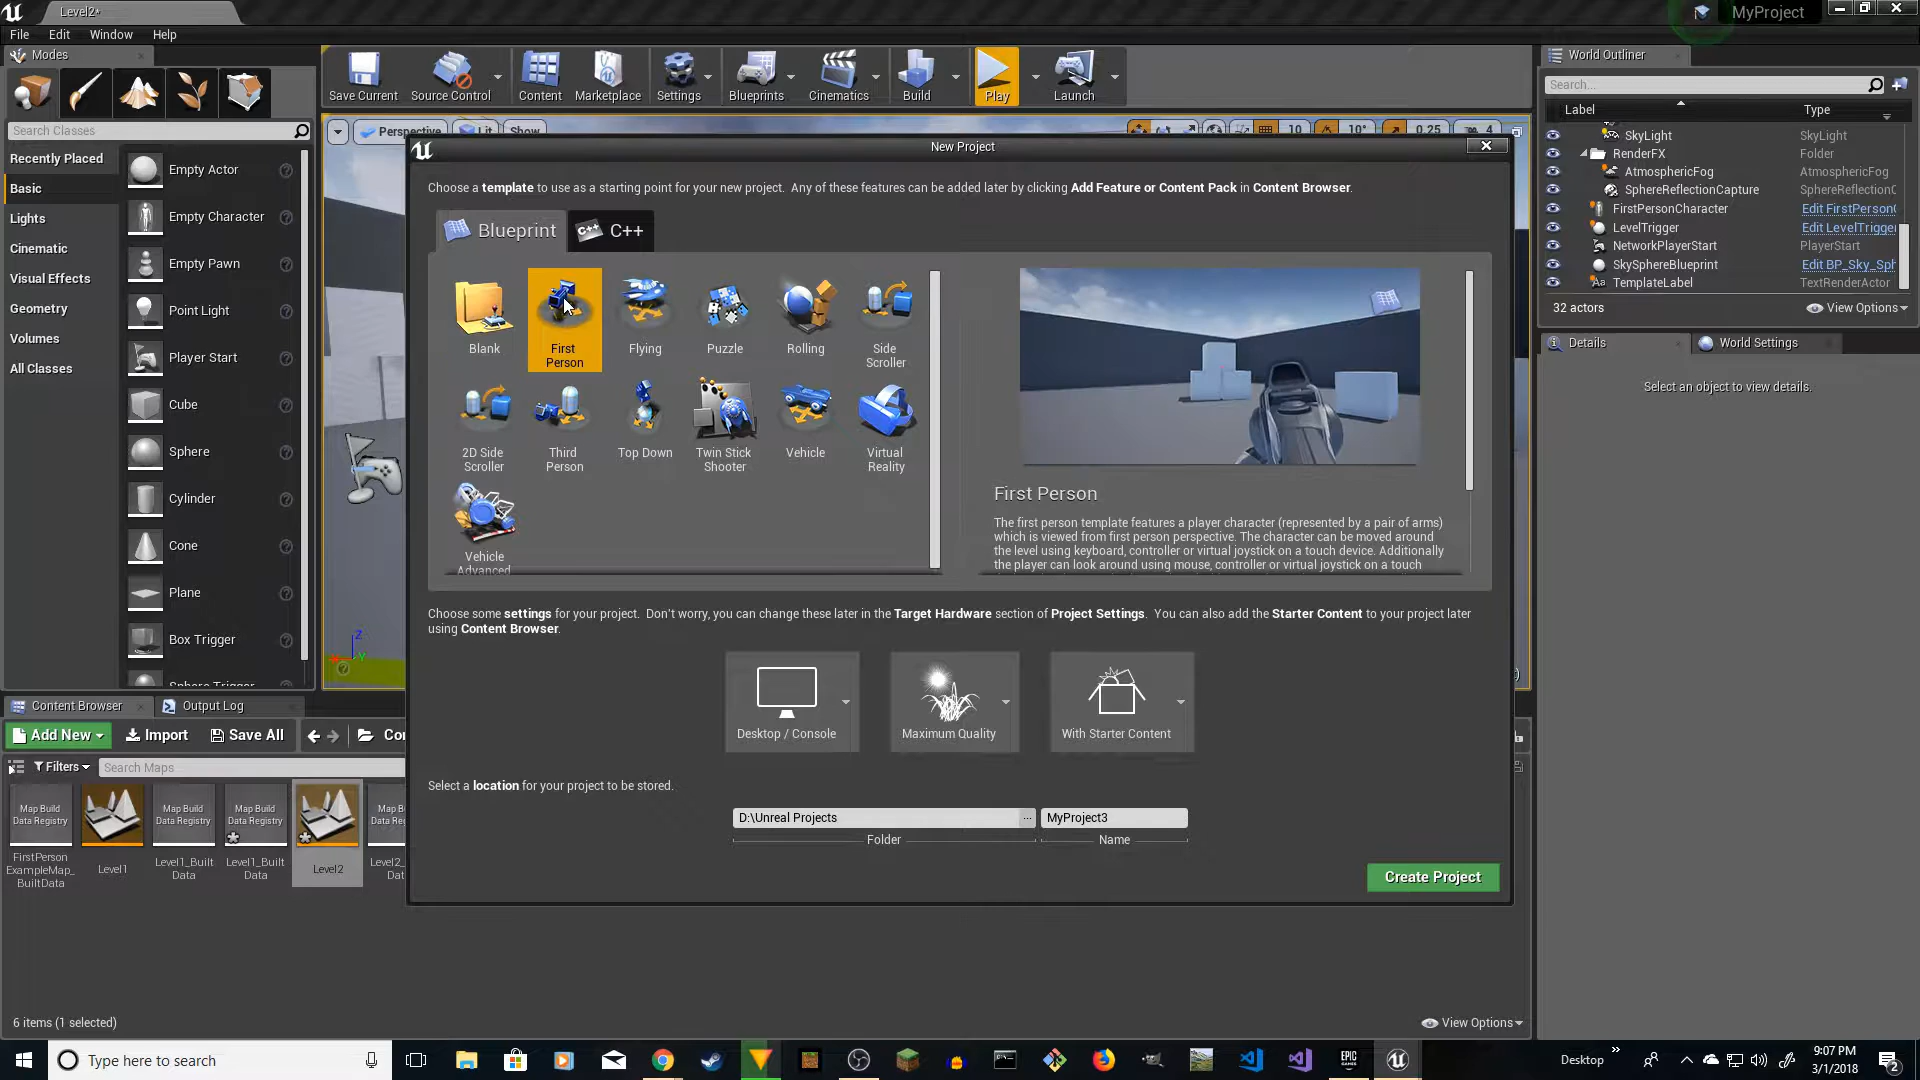 Level2*
MyProject
File
Edit
Window
Help
Modes
Search Classes
Recently Placed
Basic
Lights
Cinematic
Visual Effects
Geometry
Volumes
All Classes
Empty Actor
Empty Character
Empty Pawn
Point Light
Player Start
Cube
Sphere
Cylinder
Cone
Plane
Box Trigger
Sphere Trigger
Save Current
Source Control
Content
Marketplace
Settings
Blueprints
Cinematics
Build
Play
Launch
Perspective
Lit
Show
10
10°
0.25
4
New Project
Choose a template to use as a starting point for your new project. Any of these features can be added later by clicking Add Feature or Content Pack in Content Browser.
Blueprint
C++
C++
Blank
First
Person
Flying
Puzzle
Rolling
Side
Scroller
2D Side
Scroller
Third
Person
Top Down
Twin Stick
Shooter
Vehicle
Virtual
Reality
Vehicle
Advanced
First Person
The first person template features a player character (represented by a pair of arms)
which is viewed from first person perspective. The character can be moved around
the level using keyboard, controller or virtual joystick on a touch device. Additionally
the player can look around using mouse, controller or virtual joystick on a touch
Choose some settings for your project. Don't worry, you can change these later in the Target Hardware section of Project Settings. You can also add the Starter Content to your project later
using Content Browser.
Desktop / Console
Maximum Quality
With Starter Content
Select a location for your project to be stored.
D:\Unreal Projects
...
MyProject3
Folder
Name
Create Project
World Outliner
Search...
Label
Type
SkyLight
SkyLight
RenderFX
Folder
AtmosphericFog
AtmosphericFog
SphereReflectionCapture
SphereReflectionC
FirstPersonCharacter
Edit FirstPersonC
LevelTrigger
Edit LevelTrigger
NetworkPlayerStart
PlayerStart
SkySphereBlueprint
Edit BP_Sky_Sph
TemplateLabel
TextRenderActor
32 actors
View Options
Details
World Settings
Select an object to view details.
Content Browser
Output Log
Add New
Import
Save All
Con
Filters
Search Maps
Map Build
Data Registry
FirstPerson
ExampleMap_
BuiltData
Level1
Map Build
Data Registry
Level1_Built
Data
Map Build
Data Registry
Level1_Built
Data
Level2
Map Bu
Data Reg
Level2_
Dat
6 items (1 selected)
View Options
Type here to search
EPIC
GAMES
Desktop
9:07 PM
3/1/2018
2